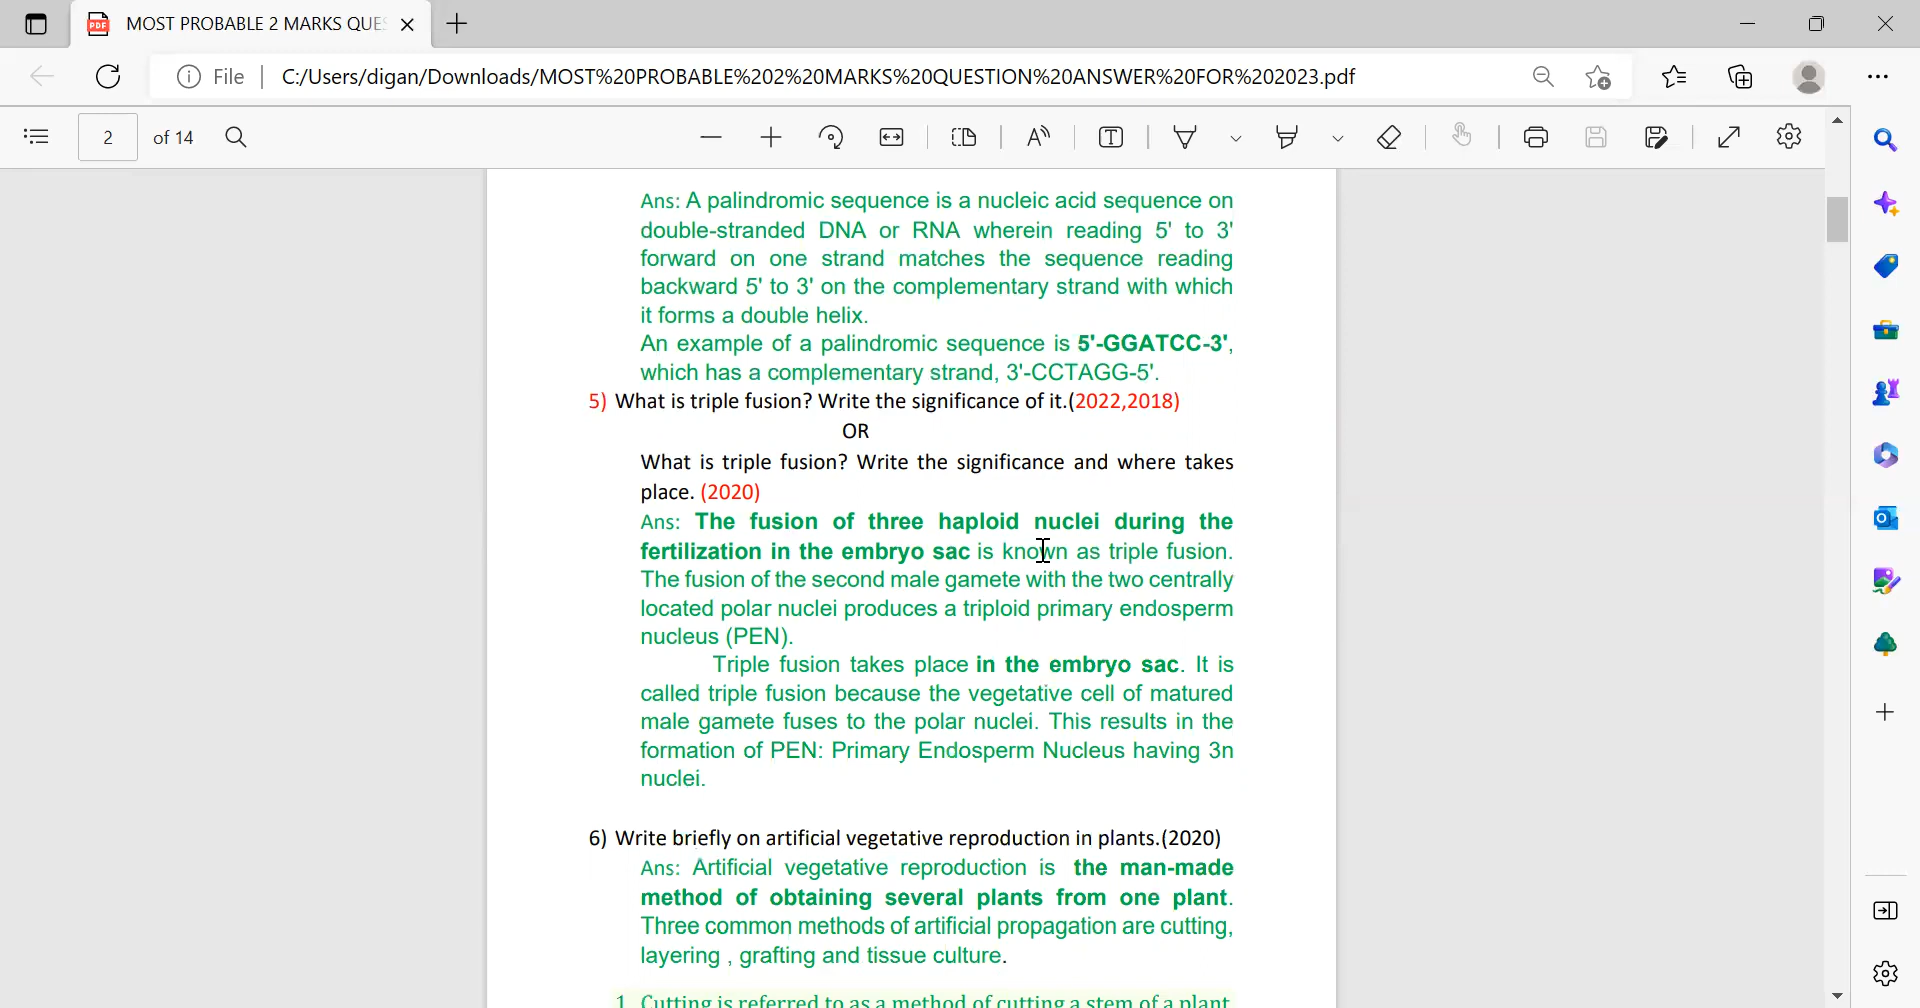 MOST PROBABLE 2 MARKS QUES
File C:/Users/digan/Downloads/MOST%20PROBABLE%202%20MARKS%20QUESTION%20ANSWER%20FOR%202023.pdf
2 of 14
Ans: A palindromic sequence is a nucleic acid sequence on
double-stranded DNA or RNA wherein reading 5' to 3'
forward on one strand matches the sequence reading
backward 5' to 3' on the complementary strand with which
it forms a double helix.
An example of a palindromic sequence is 5'-GGATCC-3',
which has a complementary strand, 3'-CCTAGG-5'.
5) What is triple fusion? Write the significance of it.(2022,2018)
OR
What is triple fusion? Write the significance and where takes
place. (2020)
Ans: The fusion of three haploid nuclei during the
fertilization in the embryo sac is known as triple fusion.
The fusion of the second male gamete with the two centrally
located polar nuclei produces a triploid primary endosperm
nucleus (PEN).
Triple fusion takes place in the embryo sac. It is
called triple fusion because the vegetative cell of matured
male gamete fuses to the polar nuclei. This results in the
formation of PEN: Primary Endosperm Nucleus having 3n
nuclei.
6) Write briefly on artificial vegetative reproduction in plants.(2020)
Ans: Artificial vegetative reproduction is the man-made
method of obtaining several plants from one plant.
Three common methods of artificial propagation are cutting,
layering , grafting and tissue culture.
1. Cutting is referred to as a method of cutting a stem of a plant